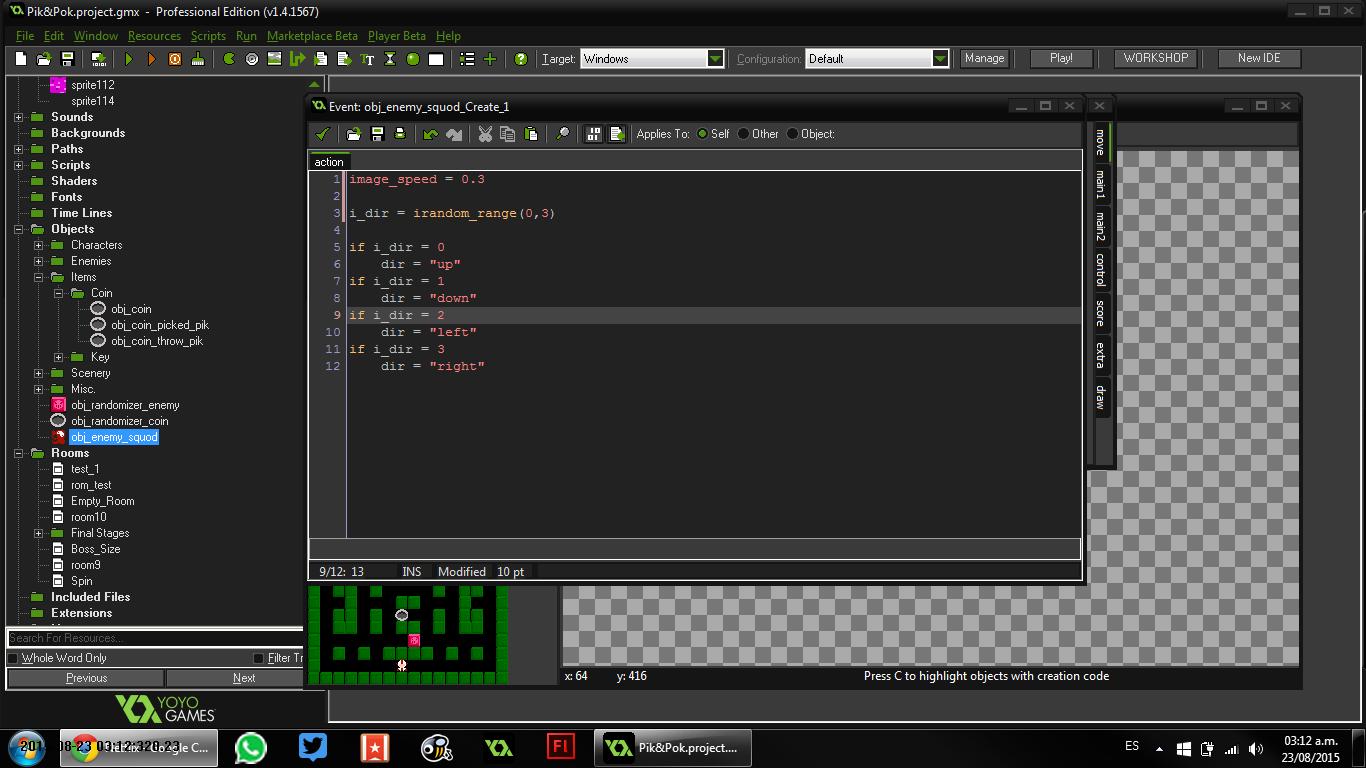 Pik&Pok.project.gmx - Professional Edition (v1.4.1567)
File Edit Window Resources Scripts Run Marketplace Beta Player Beta Help
Target: Windows Configuration: Default Manage Play! WORKSHOP New IDE
sprite112
sprite114
Sounds
Backgrounds
Paths
Scripts
Shaders
Fonts
Time Lines
Objects
Characters
Enemies
Items
Coin
obj_coin
obj_coin_picked_pik
obj_coin_throw_pik
Key
Scenery
Misc.
obj_randomizer_enemy
obj_randomizer_coin
obj_enemy_squod
Rooms
test_1
rom_test
Empty_Room
room10
Final Stages
Boss_Size
room9
Spin
Included Files
Extensions
Search For Resources...
Whole Word Only Filter Tr
Previous Next
YOYO
GAMES
Event: obj_enemy_squod_Create_1
Applies To: Self Other Object:
action
1 image_speed = 0.3
2
3 i_dir = irandom_range(0,3)
4
5 if i_dir = 0
6 dir = "up"
7 if i_dir = 1
8 dir = "down"
9 if i_dir = 2
10 dir = "left"
11 if i_dir = 3
12 dir = "right"
9/12: 13 INS Modified 10 pt
move
main1
main2
control
score
extra
draw
x: 64 y: 416 Press C to highlight objects with creation code
Google C...
Fl
Pik&Pok.project....
ES
03:12 a.m.
23/08/2015